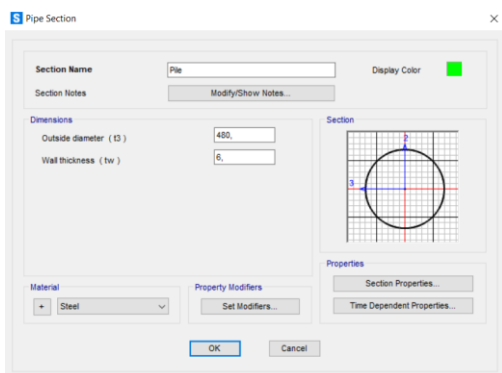 S Pipe Section
Section Name Pile Display Color
Section Notes Modify/Show Notes...
Dimensions
Outside diameter ( t3 ) 480,
Wall thickness ( tw ) 6,
Section
2
3
Properties
Section Properties...
Time Dependent Properties...
Material
+ Steel
Property Modifiers
Set Modifiers...
OK Cancel